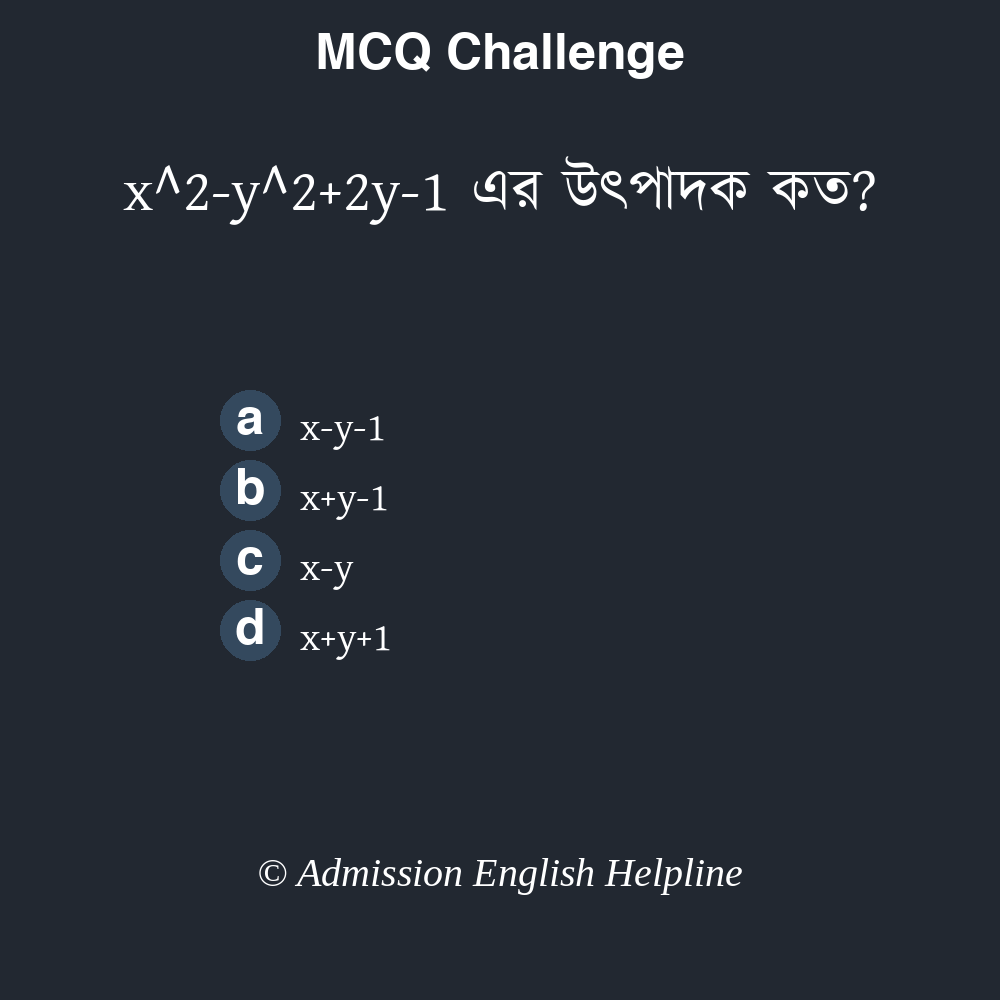 MCQ Challenge
x^2-y^2+2y-1 এর উৎপাদক কত?
a x-y-1
b x+y-1
c x-y
d x+y+1
© Admission English Helpline